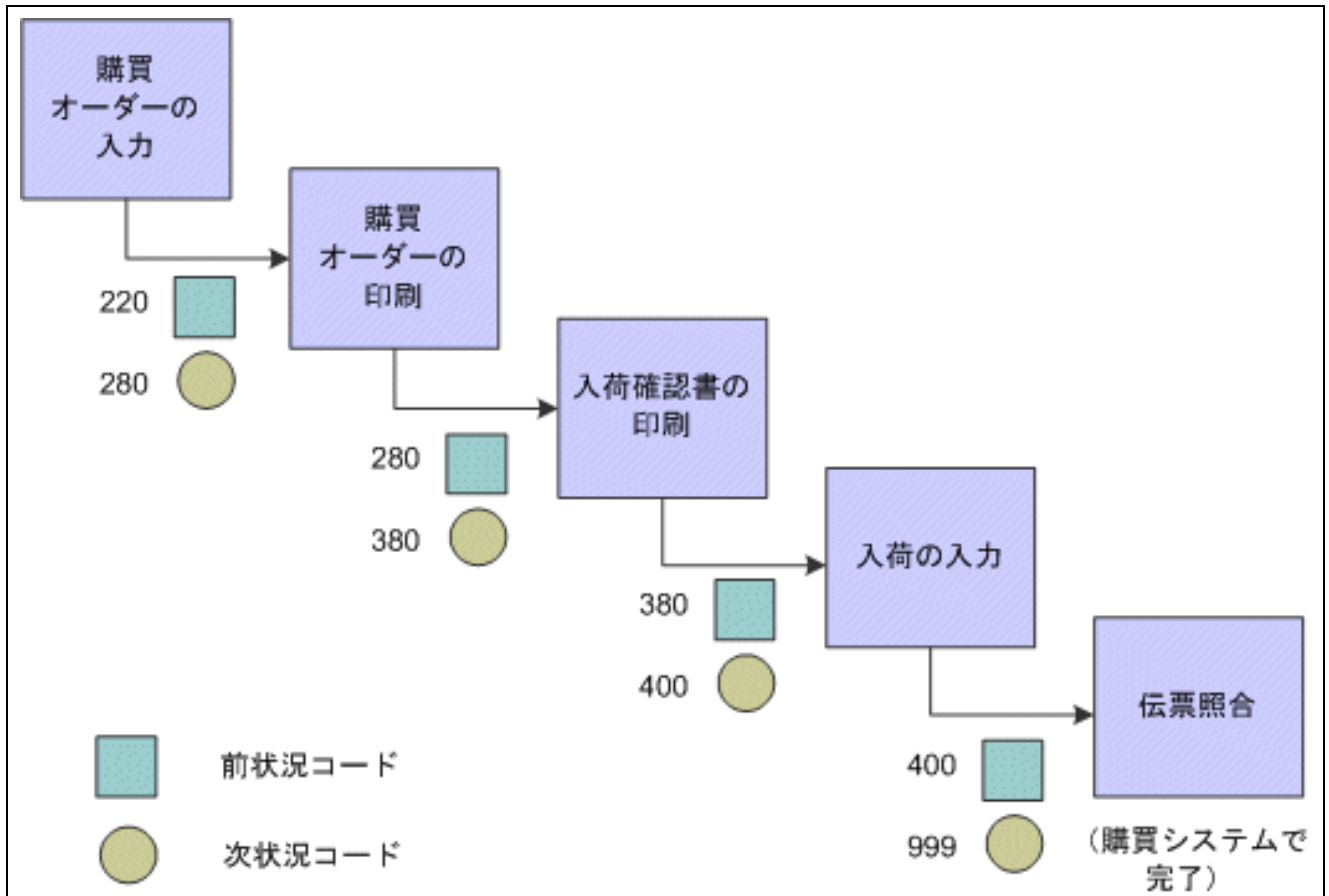 購買
オーダーの
入力
購買
オーダーの
印刷
220
280
入荷確認書の
印刷
280
380
入荷の入力
380
400
伝票照合
400
999
(購買システムで
完了)
前状況コード
次状況コード